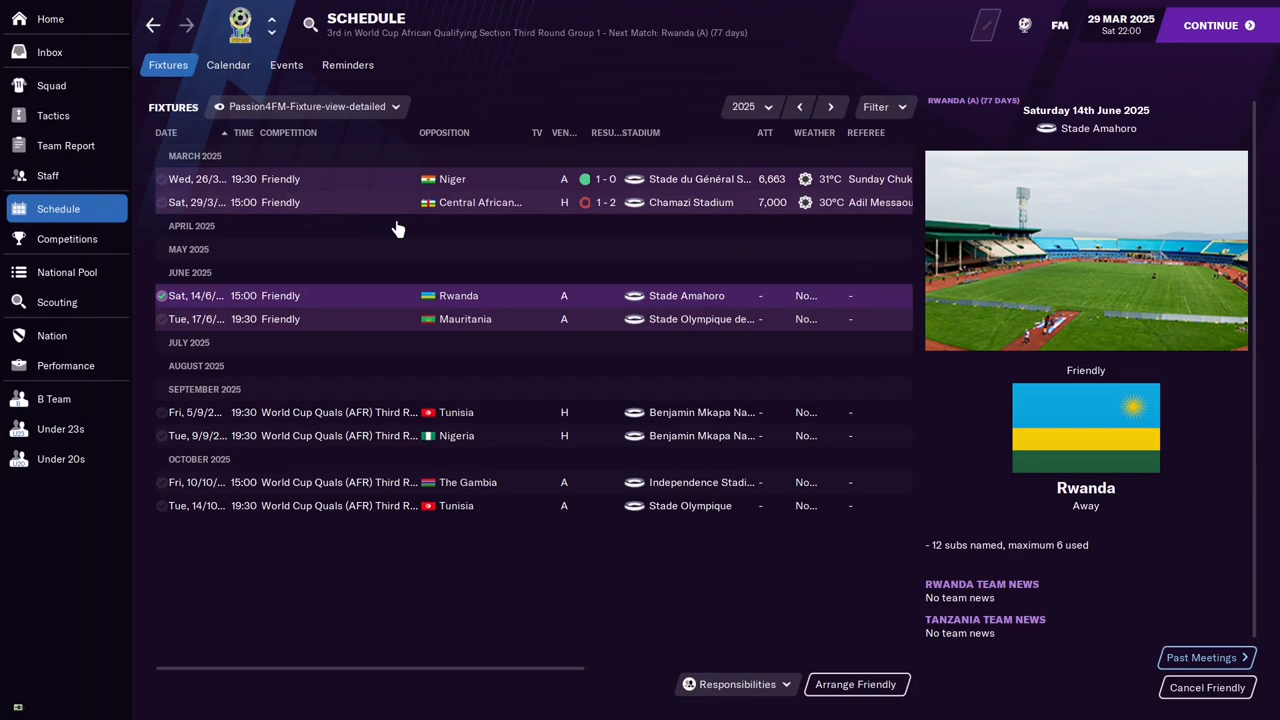 Home
SCHEDULE
3rd in World Cup African Qualifying Section Third Round Group 1 - Next Match: Rwanda (A) (77 days)
FM
29 MAR 2025
Sat 22:00
CONTINUE
Inbox
Squad
Tactics
Team Report
Staff
Schedule
Competitions
National Pool
Scouting
Nation
Performance
B Team
Under 23s
Under 20s
Fixtures Calendar Events Reminders
FIXTURES Passion4FM-Fixture-view-detailed 2025 Filter
DATE TIME COMPETITION OPPOSITION TV VEN... RESU... STADIUM ATT WEATHER REFEREE
MARCH 2025
Wed, 26/3... 19:30 Friendly Niger A 1 - 0 Stade du Général S... 6,663 31°C Sunday Chuk
Sat, 29/3/... 15:00 Friendly Central African... H 1 - 2 Chamazi Stadium 7,000 30°C Adil Messaou
APRIL 2025
MAY 2025
JUNE 2025
Sat, 14/6/... 15:00 Friendly Rwanda A Stade Amahoro - No... -
Tue, 17/6/... 19:30 Friendly Mauritania A Stade Olympique de... - No... -
JULY 2025
AUGUST 2025
SEPTEMBER 2025
Fri, 5/9/2... 19:30 World Cup Quals (AFR) Third R... Tunisia H Benjamin Mkapa Na... - No... -
Tue, 9/9/2... 19:30 World Cup Quals (AFR) Third R... Nigeria H Benjamin Mkapa Na... - No... -
OCTOBER 2025
Fri, 10/10/... 15:00 World Cup Quals (AFR) Third R... The Gambia A Independence Stadi... - No... -
Tue, 14/10... 19:30 World Cup Quals (AFR) Third R... Tunisia A Stade Olympique - No... -
Responsibilities Arrange Friendly
RWANDA (A) (77 DAYS)
Saturday 14th June 2025
Stade Amahoro
Friendly
Rwanda
Away
- 12 subs named, maximum 6 used
RWANDA TEAM NEWS
No team news
TANZANIA TEAM NEWS
No team news
Past Meetings
Cancel Friendly